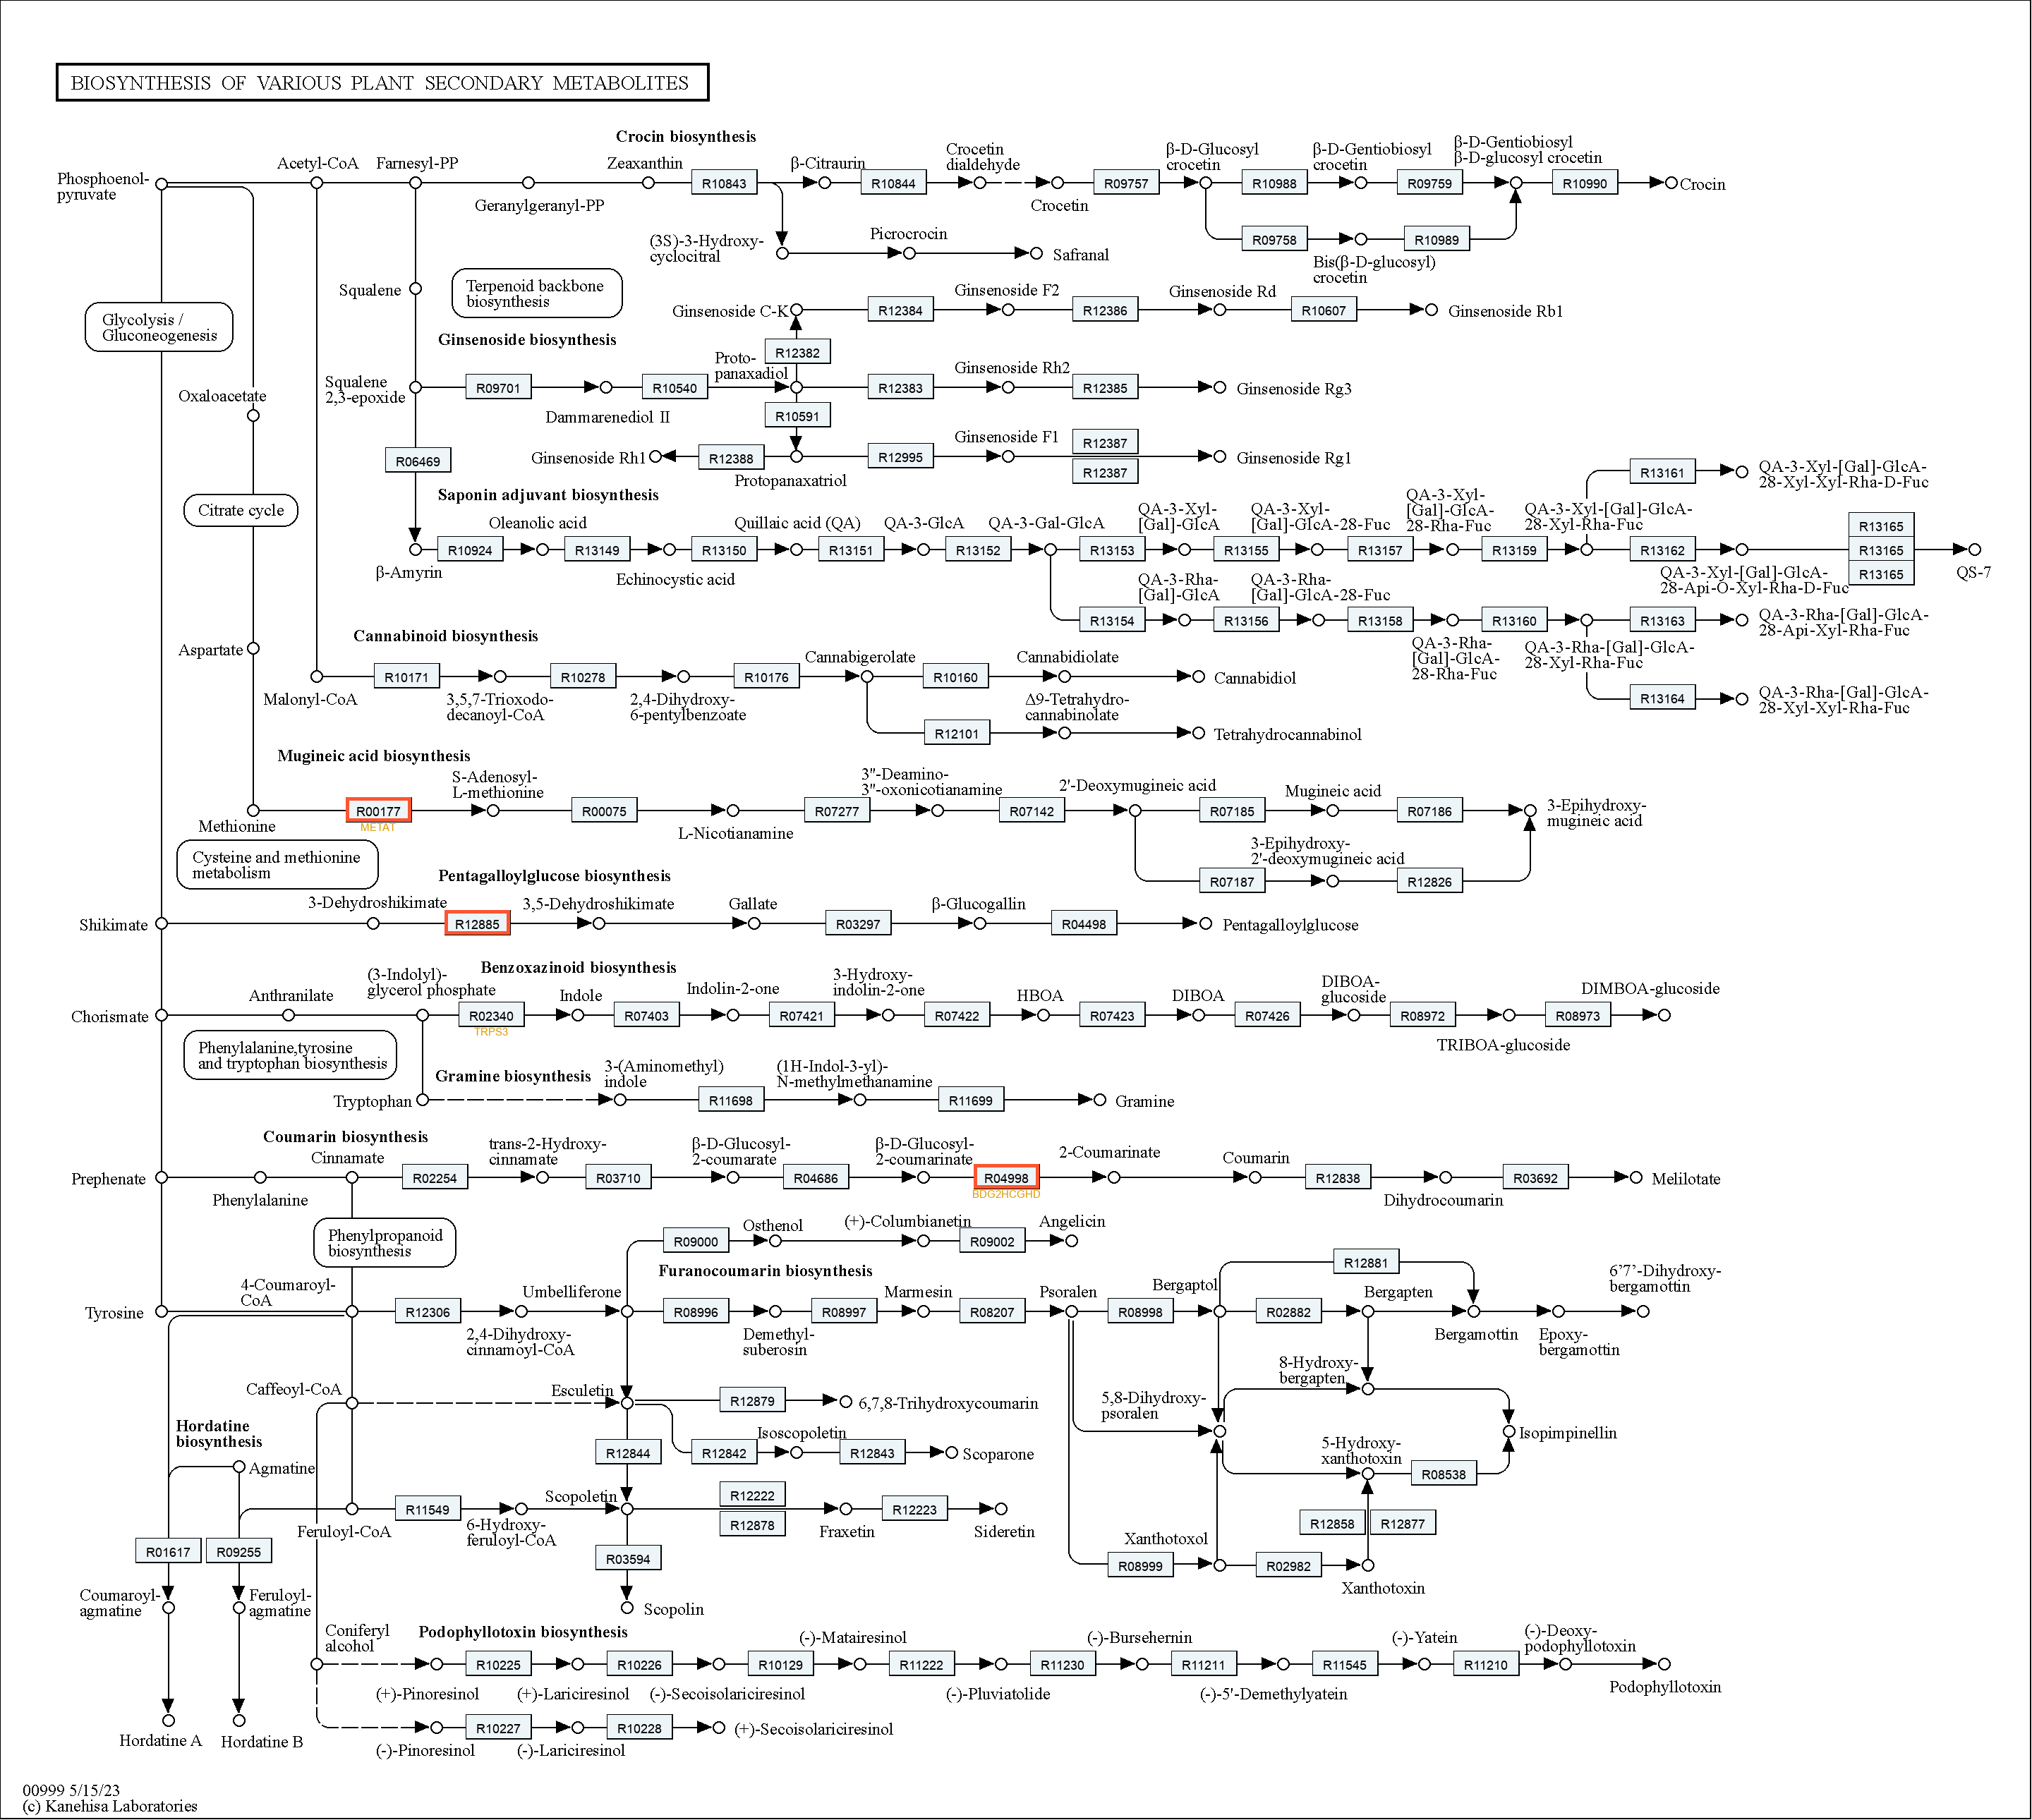 BIOSYNTHESIS OF VARIOUS PLANT SECONDARY METABOLITES
Crocin biosynthesis
Phosphoenol-
pyruvate
Acetyl-CoA
Farnesyl-PP
Geranylgeranyl-PP
Zeaxanthin
R10843
β-Citraurin
R10844
Crocetin
dialdehyde
Crocetin
R09757
β-D-Glucosyl
crocetin
R10988
β-D-Gentiobiosyl
crocetin
R09759
β-D-Gentiobiosyl
β-D-glucosyl crocetin
R10990
Crocin
(3S)-3-Hydroxy-
cyclocitral
Picrocrocin
Safranal
R09758
R10989
Bis(β-D-glucosyl)
crocetin
Squalene
Terpenoid backbone
biosynthesis
Glycolysis /
Gluconeogenesis
Ginsenoside C-K
R12384
Ginsenoside F2
R12386
Ginsenoside Rd
R10607
Ginsenoside Rb1
Ginsenoside biosynthesis
R12382
Squalene
2,3-epoxide
R09701
Dammarenediol II
R10540
Proto-
panaxadiol
R12383
Ginsenoside Rh2
R12385
Ginsenoside Rg3
Oxaloacetate
R10591
R06469
Ginsenoside Rh1
R12388
Protopanaxatriol
R12995
Ginsenoside F1
R12387
R12387
Ginsenoside Rg1
Saponin adjuvant biosynthesis
Citrate cycle
β-Amyrin
R10924
Oleanolic acid
R13149
Echinocystic acid
R13150
Quillaic acid (QA)
R13151
QA-3-GlcA
R13152
QA-3-Gal-GlcA
R13153
QA-3-Xyl-
[Gal]-GlcA
R13155
QA-3-Xyl-
[Gal]-GlcA-28-Fuc
R13157
QA-3-Xyl-
[Gal]-GlcA-
28-Rha-Fuc
R13159
QA-3-Xyl-[Gal]-GlcA-
28-Xyl-Rha-Fuc
R13161
QA-3-Xyl-[Gal]-GlcA-
28-Xyl-Xyl-Rha-D-Fuc
R13162
QA-3-Xyl-[Gal]-GlcA-
28-Api-O-Xyl-Rha-D-Fuc
R13165
R13165
R13165
QS-7
R13154
QA-3-Rha-
[Gal]-GlcA
R13156
QA-3-Rha-
[Gal]-GlcA-28-Fuc
R13158
QA-3-Rha-
[Gal]-GlcA-
28-Rha-Fuc
R13160
QA-3-Rha-[Gal]-GlcA-
28-Xyl-Rha-Fuc
R13163
QA-3-Rha-[Gal]-GlcA-
28-Api-Xyl-Rha-Fuc
R13164
QA-3-Rha-[Gal]-GlcA-
28-Xyl-Xyl-Rha-Fuc
Cannabinoid biosynthesis
Aspartate
Malonyl-CoA
R10171
3,5,7-Trioxodo-
decanoyl-CoA
R10278
2,4-Dihydroxy-
6-pentylbenzoate
R10176
Cannabigerolate
R10160
Cannabidiolate
Cannabidiol
R12101
Δ9-Tetrahydro-
cannabinolate
Tetrahydrocannabinol
Mugineic acid biosynthesis
Methionine
R00177
METAT
S-Adenosyl-
L-methionine
R00075
L-Nicotianamine
R07277
3"-Deamino-
3"-oxonicotianamine
R07142
2'-Deoxymugineic acid
R07185
Mugineic acid
R07186
3-Epihydroxy-
mugineic acid
R07187
3-Epihydroxy-
2'-deoxymugineic acid
R12826
Cysteine and methionine
metabolism
Pentagalloylglucose biosynthesis
Shikimate
3-Dehydroshikimate
R12885
3,5-Dehydroshikimate
Gallate
R03297
β-Glucogallin
R04498
Pentagalloylglucose
Benzoxazinoid biosynthesis
Chorismate
Anthranilate
(3-Indolyl)-
glycerol phosphate
R02340
TRPS3
Indole
R07403
Indolin-2-one
R07421
3-Hydroxy-
indolin-2-one
R07422
HBOA
R07423
DIBOA
R07426
DIBOA-
glucoside
R08972
TRIBOA-glucoside
R08973
DIMBOA-glucoside
Phenylalanine,tyrosine
and tryptophan biosynthesis
Gramine biosynthesis
Tryptophan
3-(Aminomethyl)
indole
R11698
(1H-Indol-3-yl)-
N-methylmethanamine
R11699
Gramine
Coumarin biosynthesis
Prephenate
Phenylalanine
Cinnamate
R02254
trans-2-Hydroxy-
cinnamate
R03710
β-D-Glucosyl-
2-coumarate
R04686
β-D-Glucosyl-
2-coumarinate
R04998
BDG2HCGHD
2-Coumarinate
Coumarin
R12838
Dihydrocoumarin
R03692
Melilotate
Phenylpropanoid
biosynthesis
R09000
Osthenol
(+)-Columbianetin
R09002
Angelicin
Furanocoumarin biosynthesis
Tyrosine
4-Coumaroyl-
CoA
R12306
2,4-Dihydroxy-
cinnamoyl-CoA
Umbelliferone
R08996
Demethyl-
suberosin
R08997
Marmesin
R08207
Psoralen
R08998
Bergaptol
R12881
R02882
Bergapten
Bergamottin
Epoxy-
bergamottin
6'7'-Dihydroxy-
bergamottin
Caffeoyl-CoA
Esculetin
R12879
6,7,8-Trihydroxycoumarin
5,8-Dihydroxy-
psoralen
8-Hydroxy-
bergapten
Isopimpinellin
Hordatine
biosynthesis
R12844
R12842
Isoscopoletin
R12843
Scoparone
5-Hydroxy-
xanthotoxin
R08538
Agmatine
Feruloyl-CoA
R11549
6-Hydroxy-
feruloyl-CoA
Scopoletin
R12222
R12878
Fraxetin
R12223
Sideretin
R12858
R12877
R01617
R09255
R03594
Xanthotoxol
R08999
R02982
Xanthotoxin
Coumaroyl-
agmatine
Feruloyl-
agmatine
Scopolin
Coniferyl
alcohol
Podophyllotoxin biosynthesis
(+)-Pinoresinol
R10225
(+)-Lariciresinol
R10226
(-)-Secoisolariciresinol
R10129
(-)-Matairesinol
R11222
(-)-Pluviatolide
R11230
(-)-Bursehernin
R11211
(-)-5'-Demethylyatein
R11545
(-)-Yatein
R11210
(-)-Deoxy-
podophyllotoxin
Podophyllotoxin
Hordatine A
Hordatine B
(-)-Pinoresinol
R10227
(-)-Lariciresinol
R10228
(+)-Secoisolariciresinol
00999 5/15/23
(c) Kanehisa Laboratories